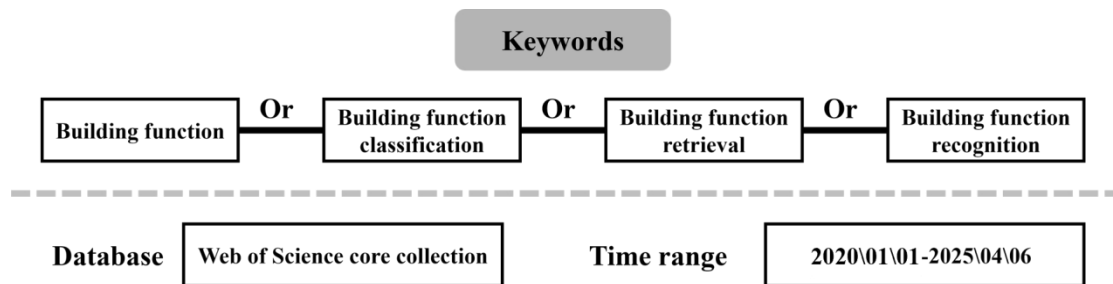 Keywords
Building function
Or
Building function
classification
Or
Building function
retrieval
Or
Building function
recognition
Database
Web of Science core collection
Time range
2020\01\01-2025\04\06